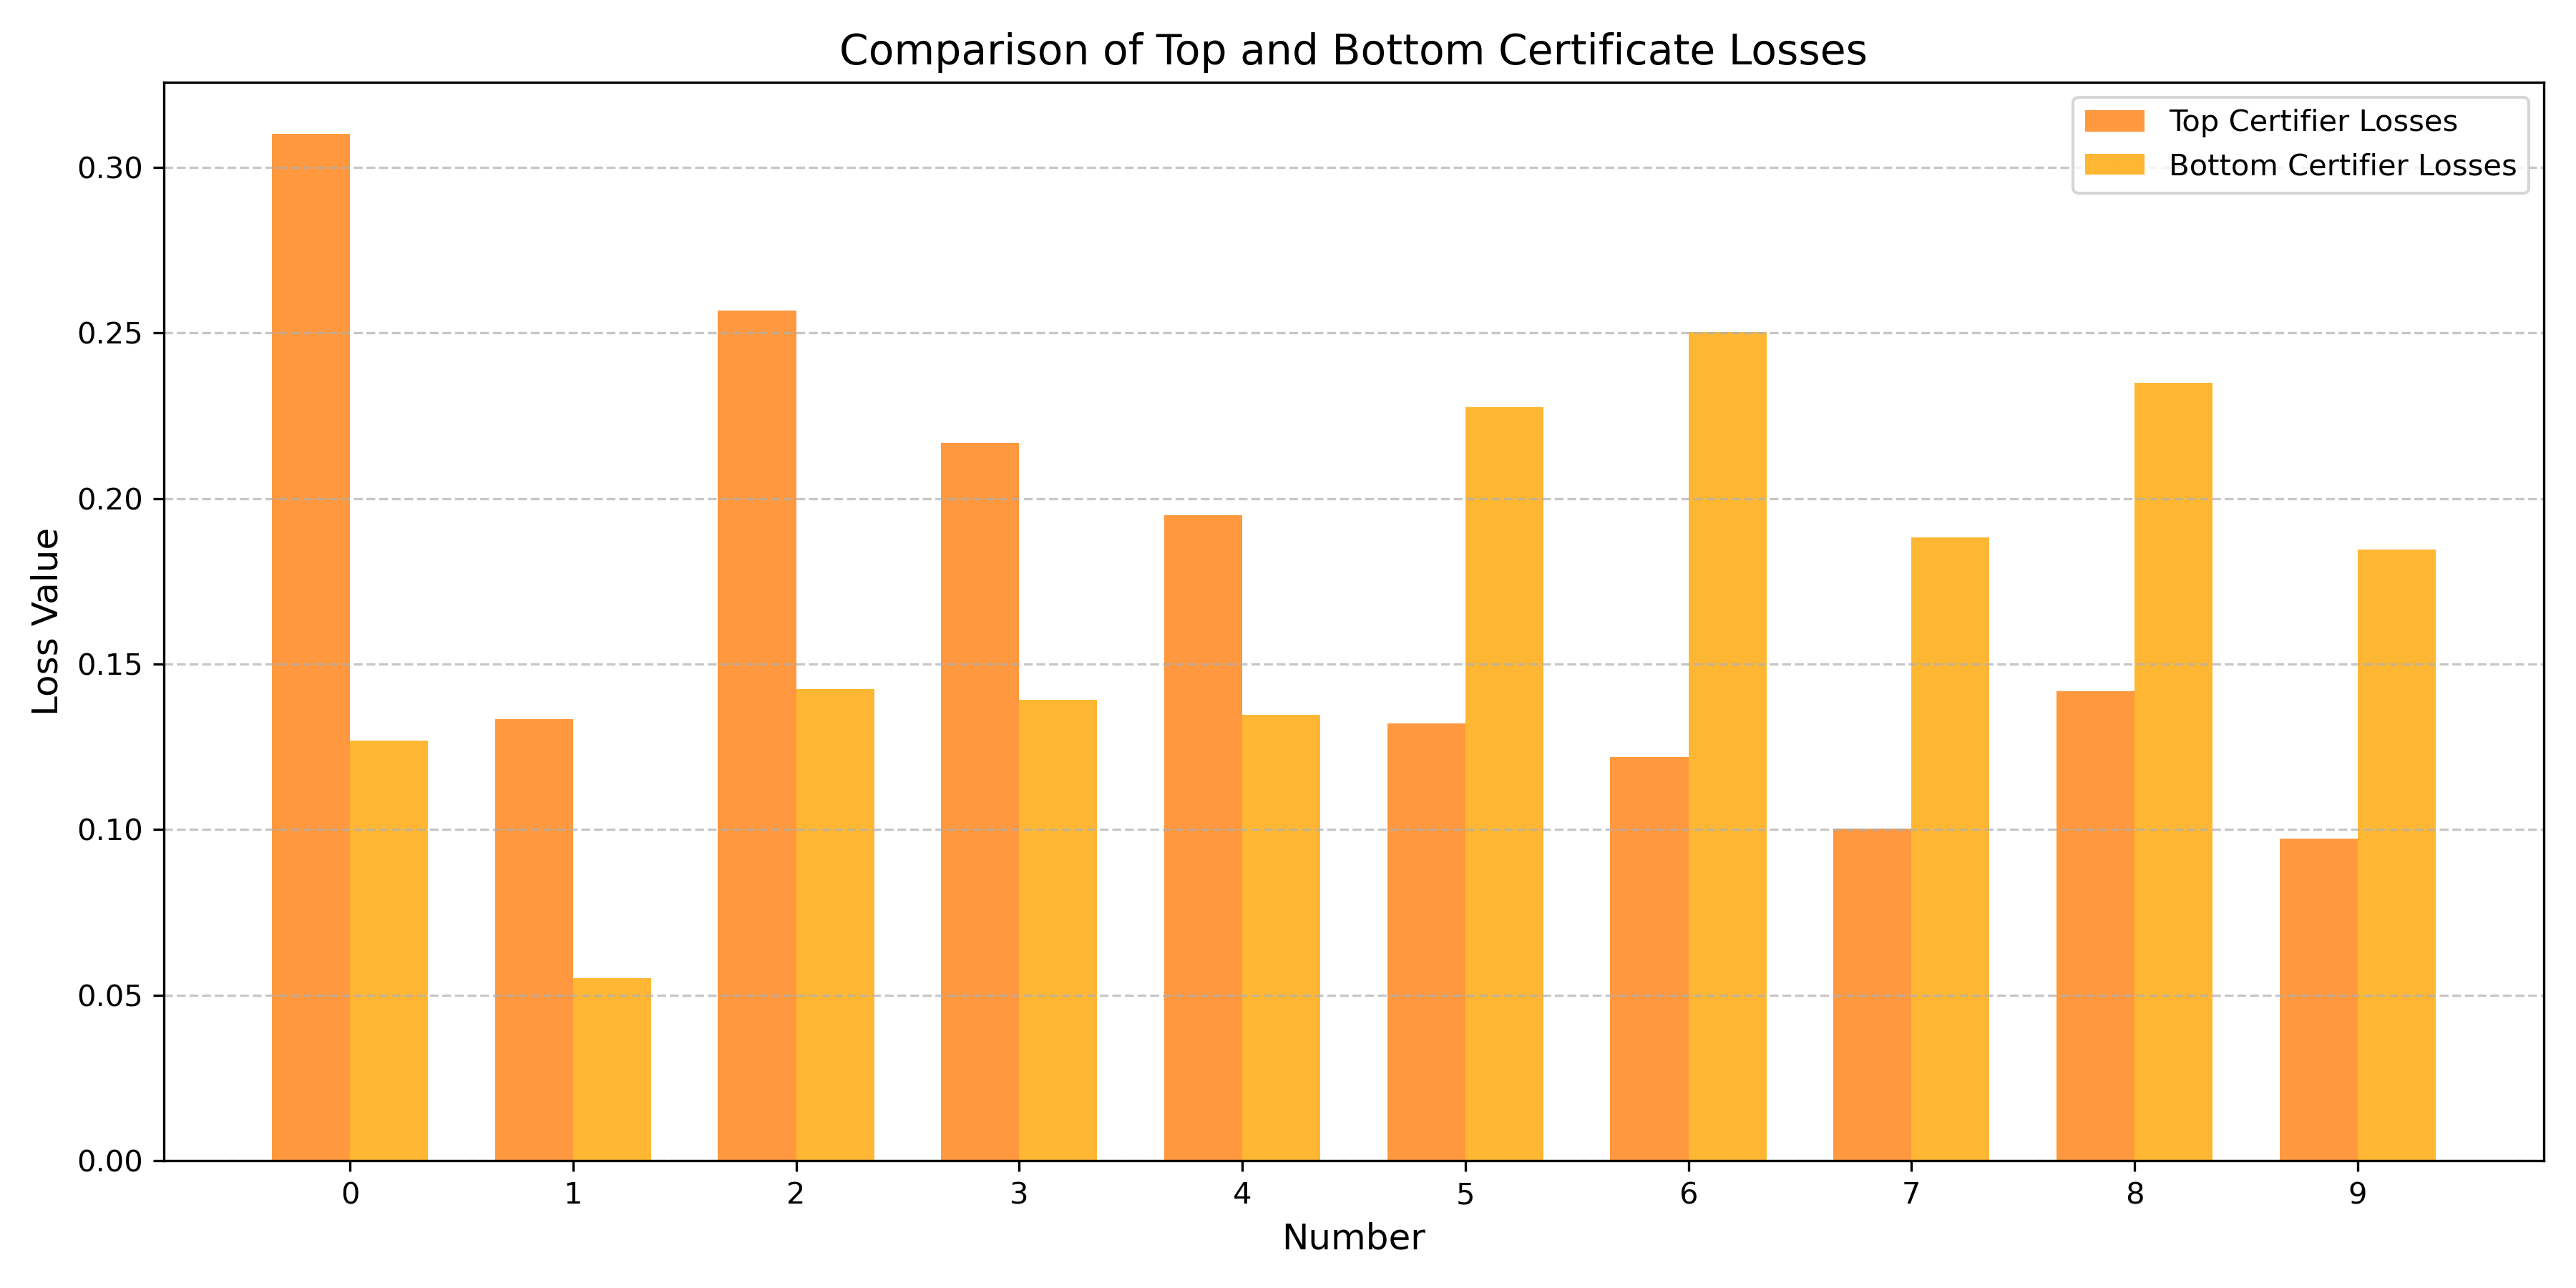 Comparison of Top and Bottom Certificate Losses
Top Certifier Losses
Bottom Certifier Losses
Loss Value
0.30
0.25
0.20
0.15
0.10
0.05
0.00
0 1 2 3 4 5 6 7 8 9
Number